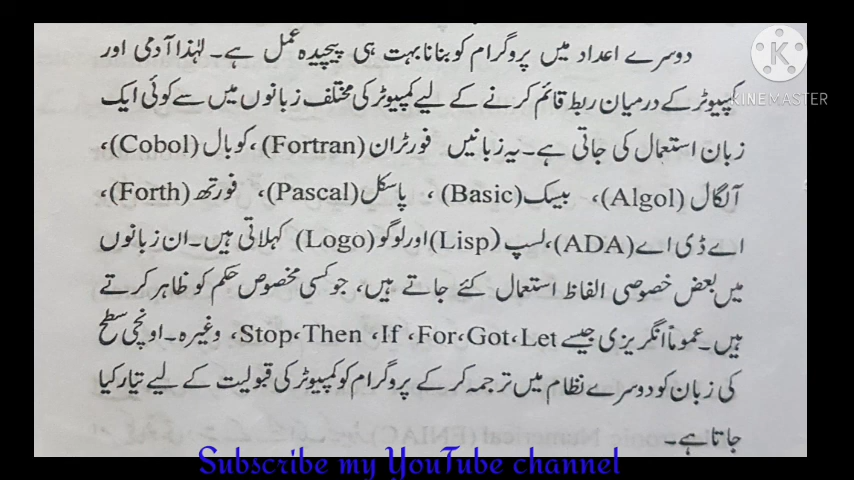 دوسرے اعداد میں پروگرام کو بنانا بہت ہی پیچیدہ عمل ہے۔ لہٰذا آدمی اور
کمپیوٹر کے درمیان ربط قائم کرنے کے لیے کمپیوٹر کی مختلف زبانوں میں سے کوئی ایک
زبان استعمال کی جاتی ہے۔ یہ زبانیں فورٹران (Fortran)، کوبال (Cobol)،
آلگال (Algol)، بیسک (Basic)، پاسکل (Pascal)، فورتھ (Forth)،
اے ڈی اے (ADA)، لسپ (Lisp) اور لوگو (Logo) کہلاتی ہیں۔ ان زبانوں
میں بعض خصوصی الفاظ استعمال کئے جاتے ہیں، جو کسی مخصوص حکم کو ظاہر کرتے
ہیں۔ عموماً انگریزی جیسے Let، Got، For، If، Then، Stop، وغیرہ۔ اونچی سطح
کی زبان کو دوسرے نظام میں ترجمہ کر کے پروگرام کو کمپیوٹر کی قبولیت کے لیے تیار کیا
جاتا ہے۔
KINEMASTER
Subscribe my YouTube channel